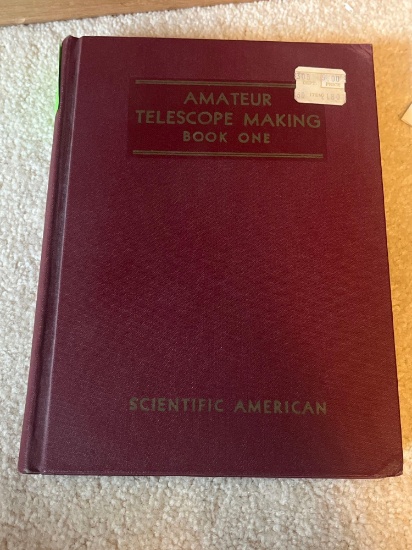 AMATEUR
TELESCOPE MAKING
BOOK ONE
SCIENTIFIC AMERICAN